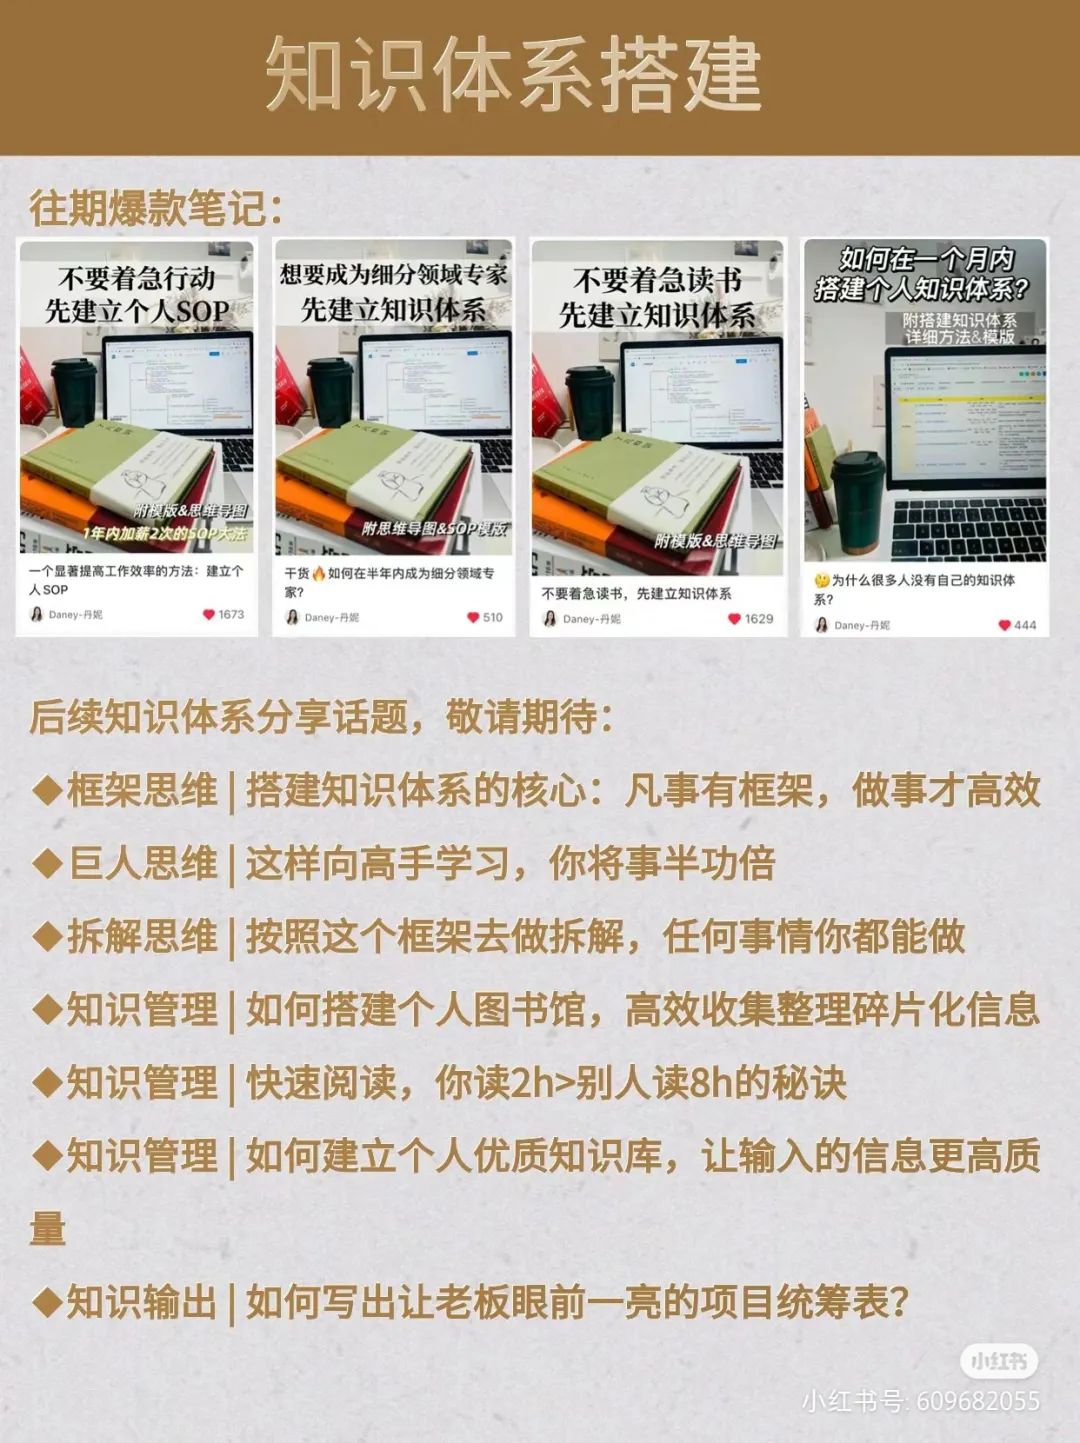 知识体系搭建
往期爆款笔记：
不要着急行动
先建立个人SOP
附模版&思维导图
1年内加薪2次的SOP大法
一个显著提高工作效率的方法：建立个
人SOP
Daney-丹妮
1673
想要成为细分领域专家
先建立知识体系
附思维导图&SOP模版
干货🔥如何在半年内成为细分领域专
家?
Daney-丹妮
510
不要着急读书
先建立知识体系
附模版&思维导图
不要着急读书，先建立知识体系
Daney-丹妮
1629
如何在一个月内
搭建个人知识体系?
附搭建知识体系
详细方法&模版
🤔为什么很多人没有自己的知识体
系?
Daney-丹妮
444
后续知识体系分享话题，敬请期待：
◆框架思维 | 搭建知识体系的核心：凡事有框架，做事才高效
◆巨人思维 | 这样向高手学习，你将事半功倍
◆拆解思维 | 按照这个框架去做拆解，任何事情你都能做
◆知识管理 | 如何搭建个人图书馆，高效收集整理碎片化信息
◆知识管理 | 快速阅读，你读2h>别人读8h的秘诀
◆知识管理 | 如何建立个人优质知识库，让输入的信息更高质
量
◆知识输出 | 如何写出让老板眼前一亮的项目统筹表?
小红书
小红书号: 609682055